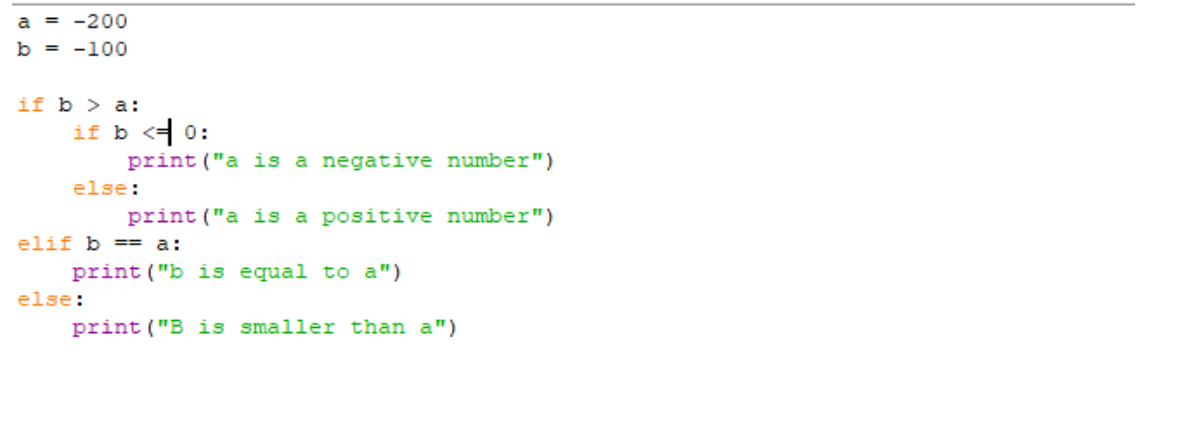 a = -200
b = -100
if b > a:
    if b <= 0:
        print("a is a negative number")
    else:
        print("a is a positive number")
elif b == a:
    print("b is equal to a")
else:
    print("B is smaller than a")